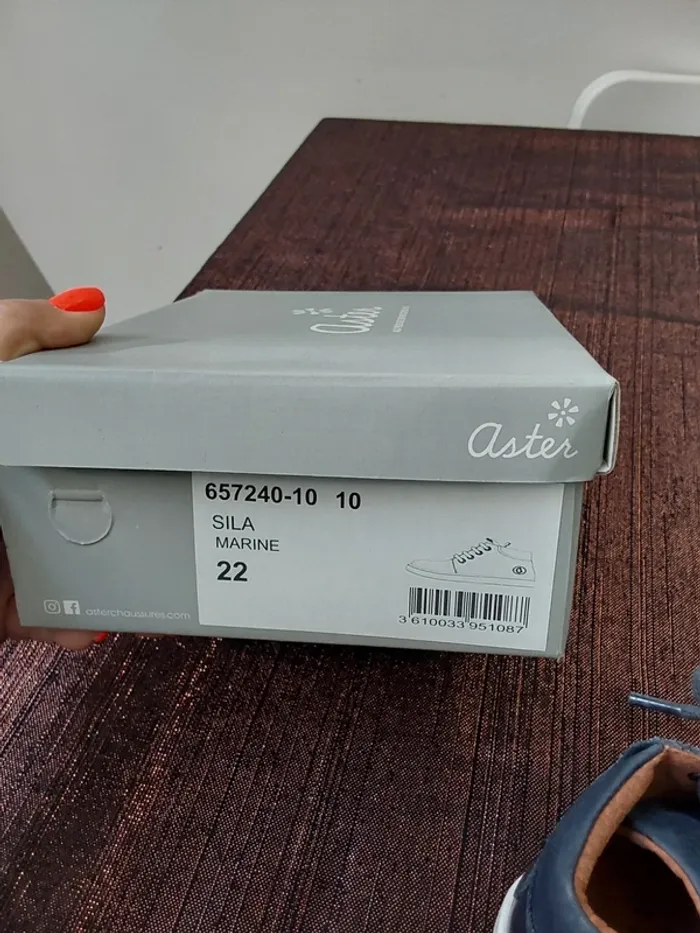 aster
aster
657240-10 10
SILA
MARINE
22
asterchaussures.com
3 610033 951087